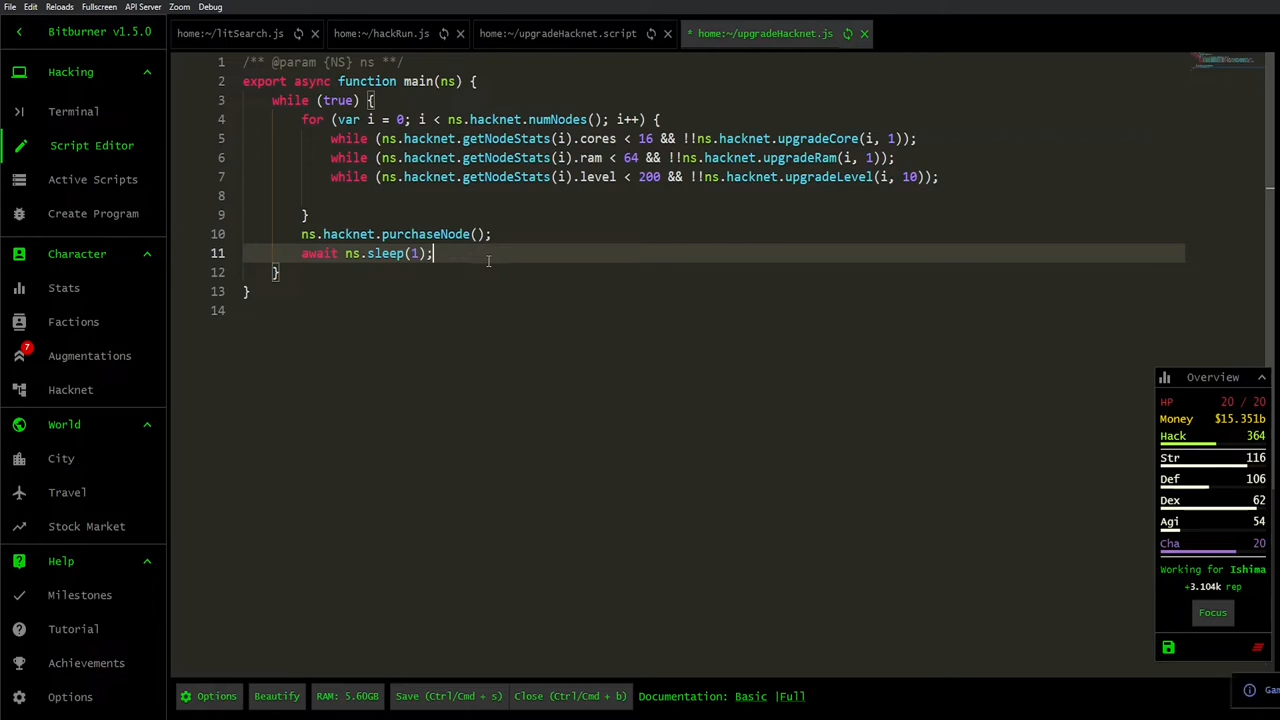 File Edit Reloads Fullscreen API Server Zoom Debug
Bitburner v1.5.0
Hacking
Terminal
Script Editor
Active Scripts
Create Program
Character
Stats
Factions
7
Augmentations
Hacknet
World
City
Travel
Stock Market
Help
Milestones
Tutorial
Achievements
Options
home:~/litSearch.js
home:~/hackRun.js
home:~/upgradeHacknet.script
* home:~/upgradeHacknet.js
1 /** @param {NS} ns **/
2 export async function main(ns) {
3 while (true) {
4 for (var i = 0; i < ns.hacknet.numNodes(); i++) {
5 while (ns.hacknet.getNodeStats(i).cores < 16 && !!ns.hacknet.upgradeCore(i, 1));
6 while (ns.hacknet.getNodeStats(i).ram < 64 && !!ns.hacknet.upgradeRam(i, 1));
7 while (ns.hacknet.getNodeStats(i).level < 200 && !!ns.hacknet.upgradeLevel(i, 10));
8
9 }
10 ns.hacknet.purchaseNode();
11 await ns.sleep(1);
12 }
13 }
14
Overview
HP 20 / 20
Money $15.351b
Hack 364
Str 116
Def 106
Dex 62
Agi 54
Cha 20
Working for Ishima
+3.104k rep
Focus
Options Beautify RAM: 5.60GB Save (Ctrl/Cmd + s) Close (Ctrl/Cmd + b) Documentation: Basic |Full